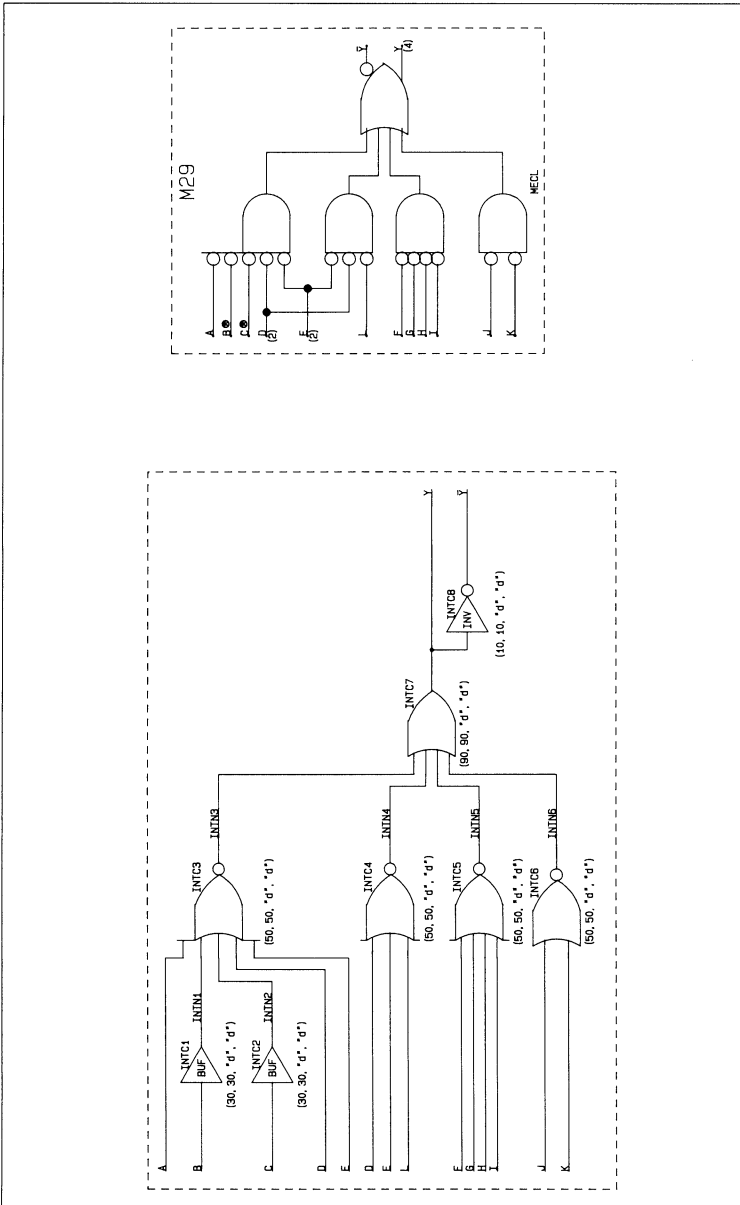 M29
A
B⊗
C⊗
D
(2)
E
(2)
L
F
G
H
I
J
K
Y̅
Y
(4)
MECL
A
B
C
D
E
INTC1
BUF
(30, 30, "d", "d")
INTN1
INTC2
BUF
(30, 30, "d", "d")
INTN2
INTC3
(50, 50, "d", "d")
INTN3
D
E
L
INTC4
(50, 50, "d", "d")
INTN4
F
G
H
I
INTC5
(50, 50, "d", "d")
INTN5
J
K
INTC6
(50, 50, "d", "d")
INTN6
INTC7
(90, 90, "d", "d")
INTC8
INV
(10, 10, "d", "d")
Y
Y̅